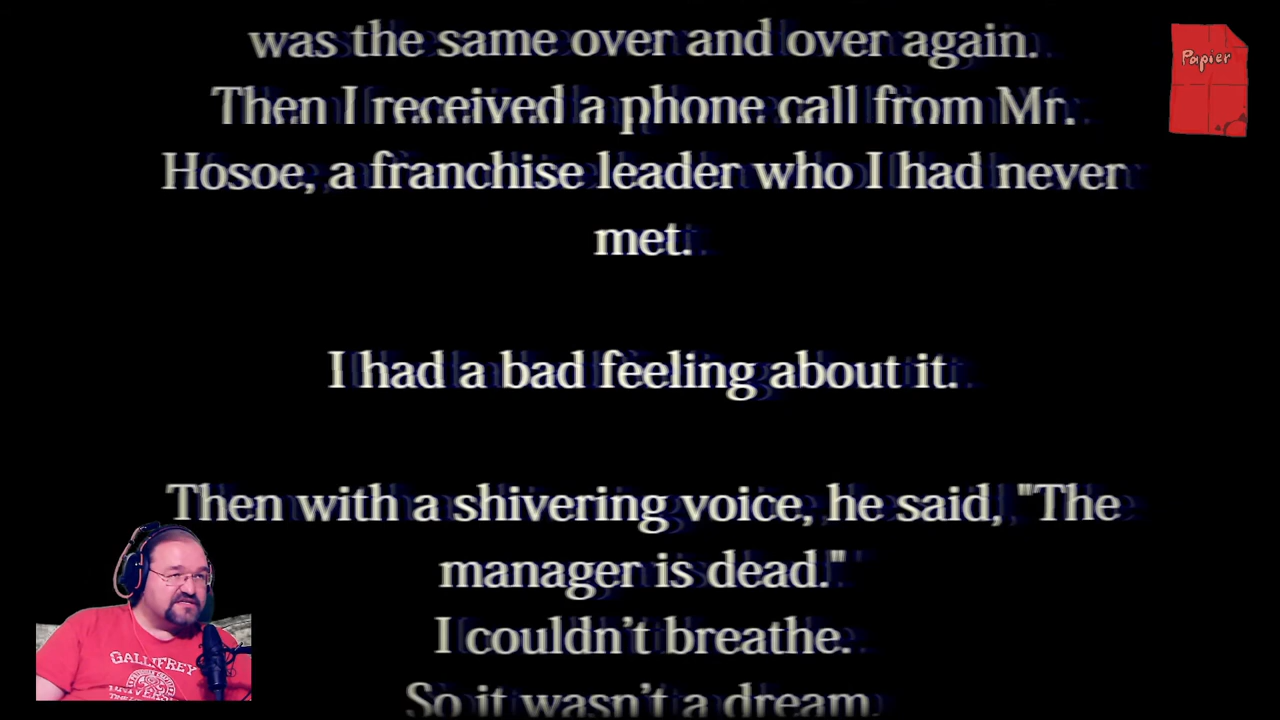 was the same over and over again.
Then I received a phone call from Mr.
Hosoe, a franchise leader who I had never
met.
I had a bad feeling about it.
Then with a shivering voice, he said, "The
manager is dead."
I couldn't breathe.
So it wasn't a dream.
Papier
GALLIFREY